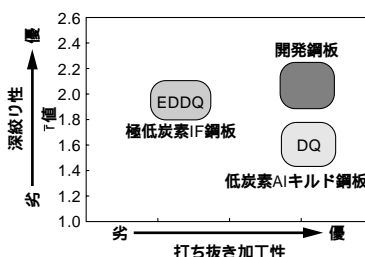 優
深絞り性
劣
r̅値
2.6
2.4
2.2
2.0
1.8
1.6
1.4
1.2
1.0
開発鋼板
EDDQ
極低炭素IF鋼板
DQ
低炭素Alキルド鋼板
劣
優
打ち抜き加工性